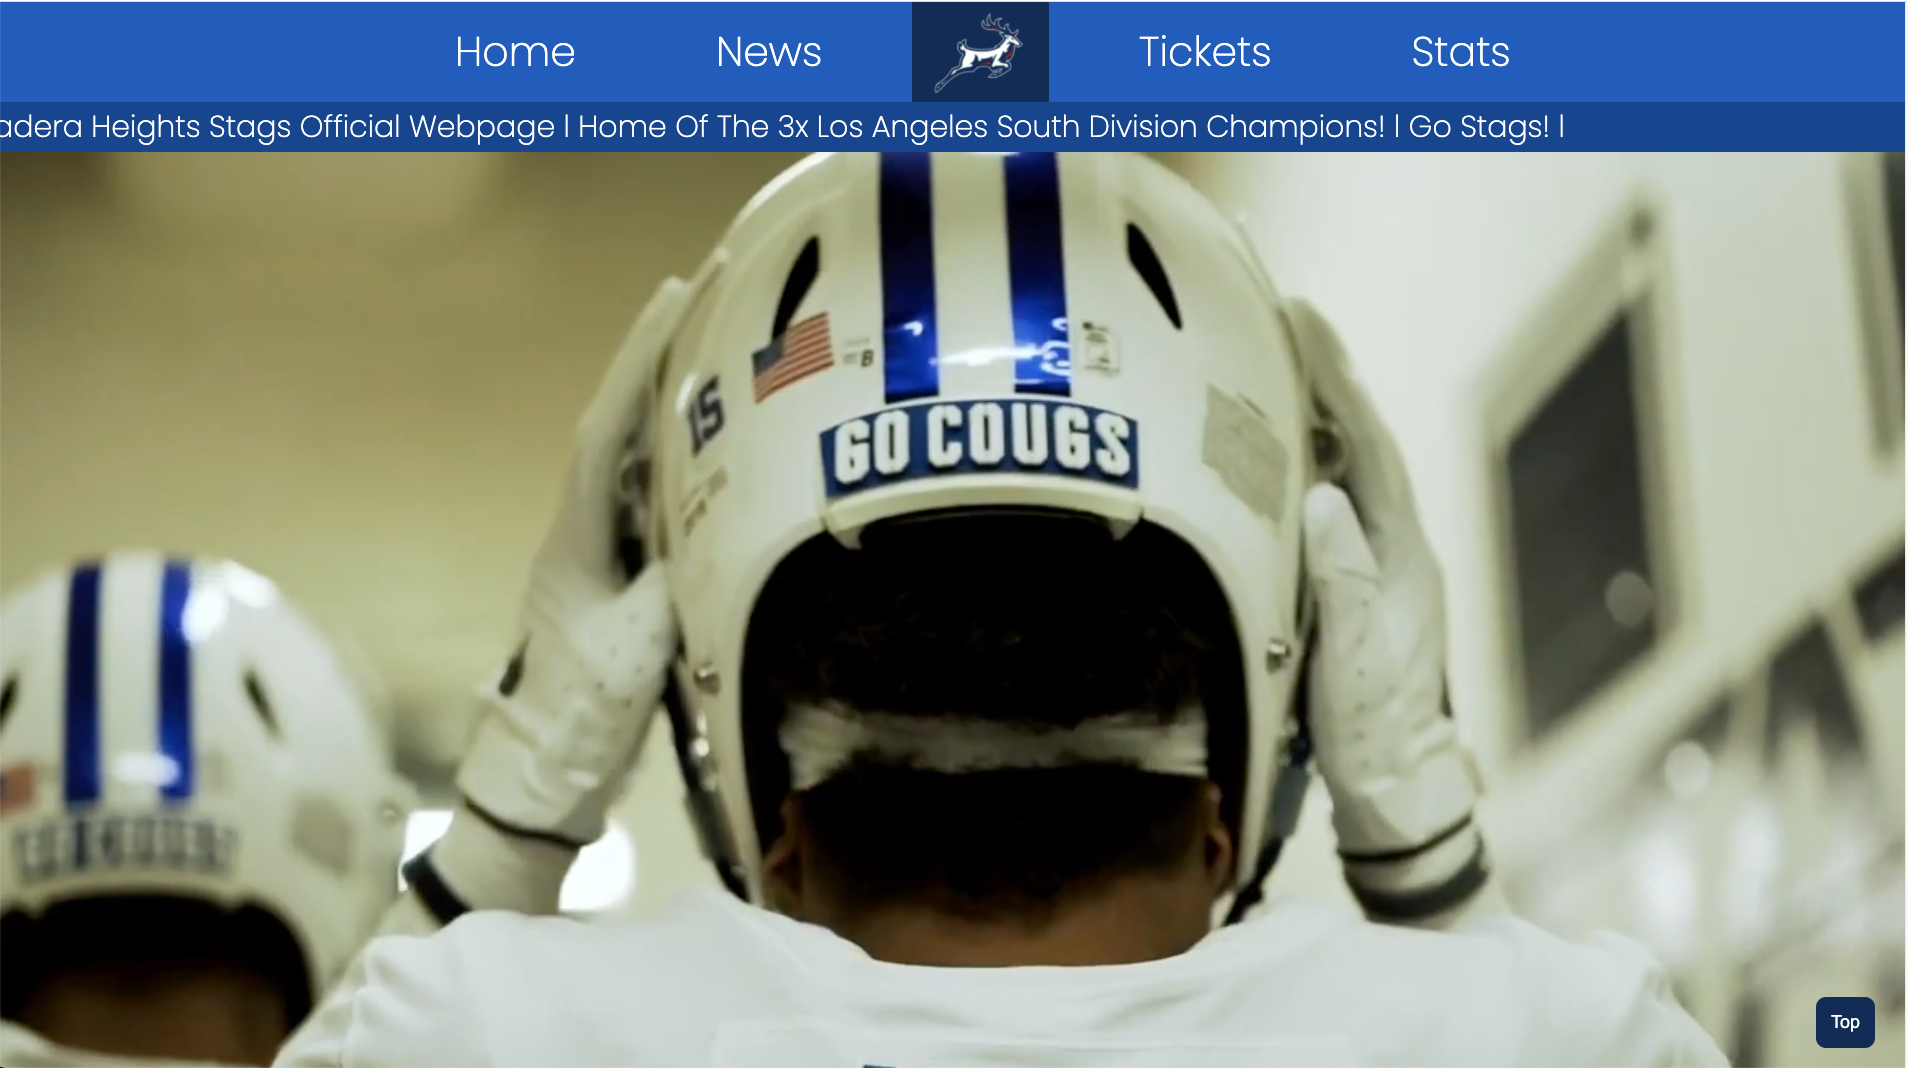 Home News Tickets Stats
adera Heights Stags Official Webpage | Home Of The 3x Los Angeles South Division Champions! | Go Stags! |
15
8
GO COUGS
Top